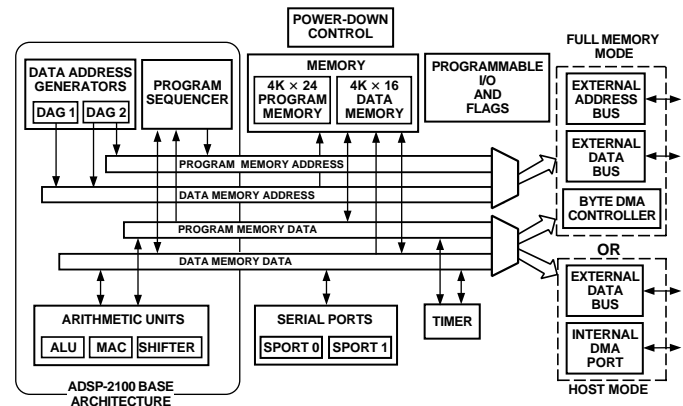 POWER-DOWN
CONTROL
FULL MEMORY
MODE
DATA ADDRESS
GENERATORS
DAG 1
DAG 2
PROGRAM
SEQUENCER
MEMORY
4K × 24
PROGRAM
MEMORY
4K × 16
DATA
MEMORY
PROGRAMMABLE
I/O
AND
FLAGS
EXTERNAL
ADDRESS
BUS
EXTERNAL
DATA
BUS
BYTE DMA
CONTROLLER
PROGRAM MEMORY ADDRESS
DATA MEMORY ADDRESS
PROGRAM MEMORY DATA
DATA MEMORY DATA
OR
ARITHMETIC UNITS
ALU
MAC
SHIFTER
SERIAL PORTS
SPORT 0
SPORT 1
TIMER
EXTERNAL
DATA
BUS
INTERNAL
DMA
PORT
HOST MODE
ADSP-2100 BASE
ARCHITECTURE